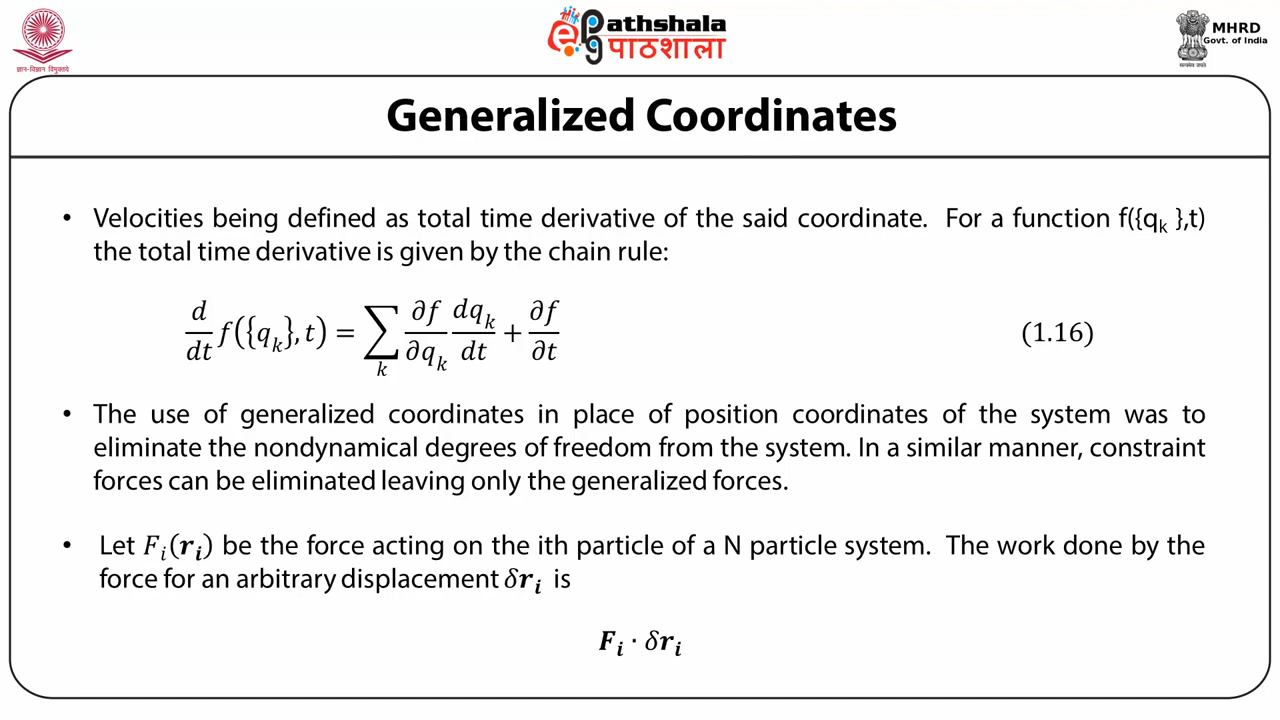 ज्ञान-विज्ञान विमुक्तये
epgathshala
पाठशाला
MHRD
Govt. of India
सत्यमेव जयते
Generalized Coordinates
• Velocities being defined as total time derivative of the said coordinate. For a function f({qₖ },t)
the total time derivative is given by the chain rule:
d/dt f({qₖ}, t) = ∑ₖ ∂f/∂qₖ dqₖ/dt + ∂f/∂t (1.16)
• The use of generalized coordinates in place of position coordinates of the system was to
eliminate the nondynamical degrees of freedom from the system. In a similar manner, constraint
forces can be eliminated leaving only the generalized forces.
• Let Fᵢ(rᵢ) be the force acting on the ith particle of a N particle system. The work done by the
force for an arbitrary displacement δrᵢ is
Fᵢ · δrᵢ